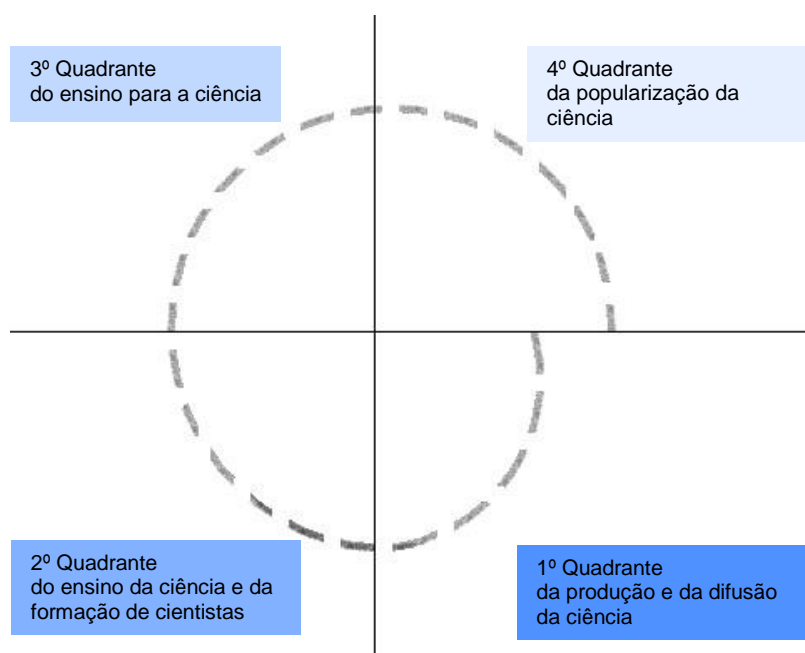 3º Quadrante
do ensino para a ciência
4º Quadrante
da popularização da
ciência
2º Quadrante
do ensino da ciência e da
formação de cientistas
1º Quadrante
da produção e da difusão
da ciência